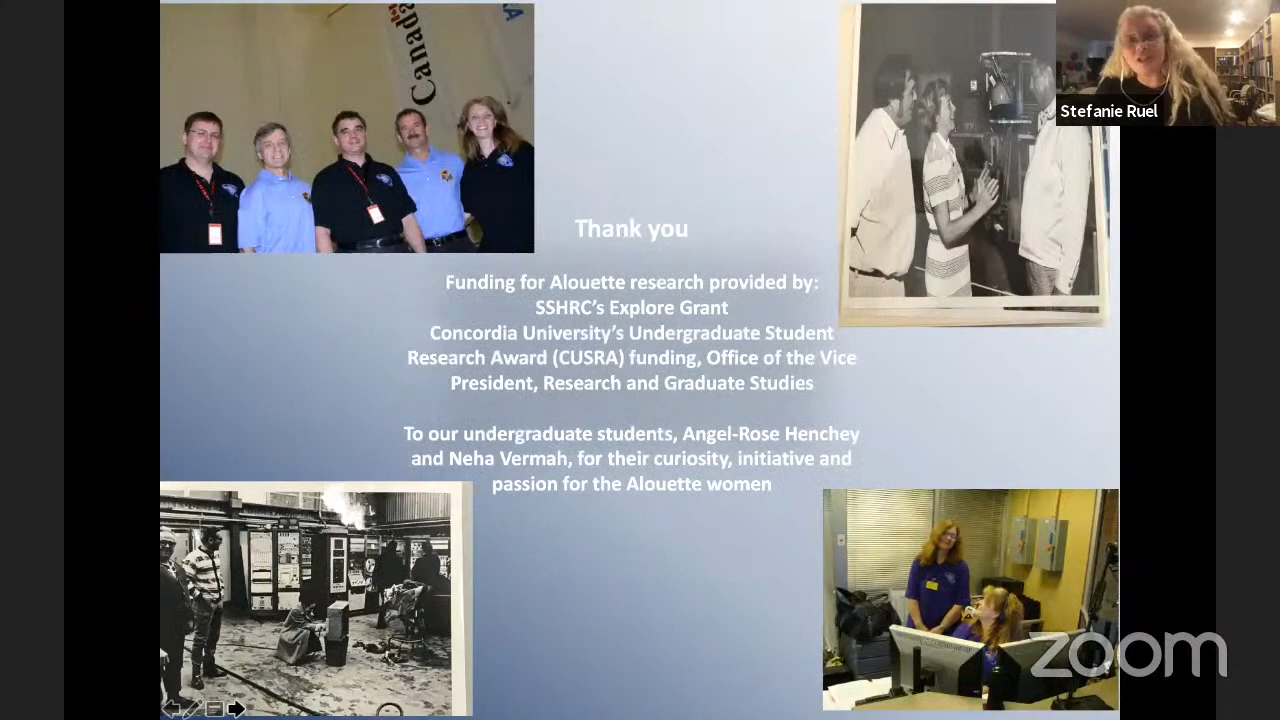 Canada
Stefanie Ruel
Thank you
Funding for Alouette research provided by:
SSHRC's Explore Grant
Concordia University's Undergraduate Student
Research Award (CUSRA) funding, Office of the Vice
President, Research and Graduate Studies
To our undergraduate students, Angel-Rose Henchey
and Neha Vermah, for their curiosity, initiative and
passion for the Alouette women
zoom